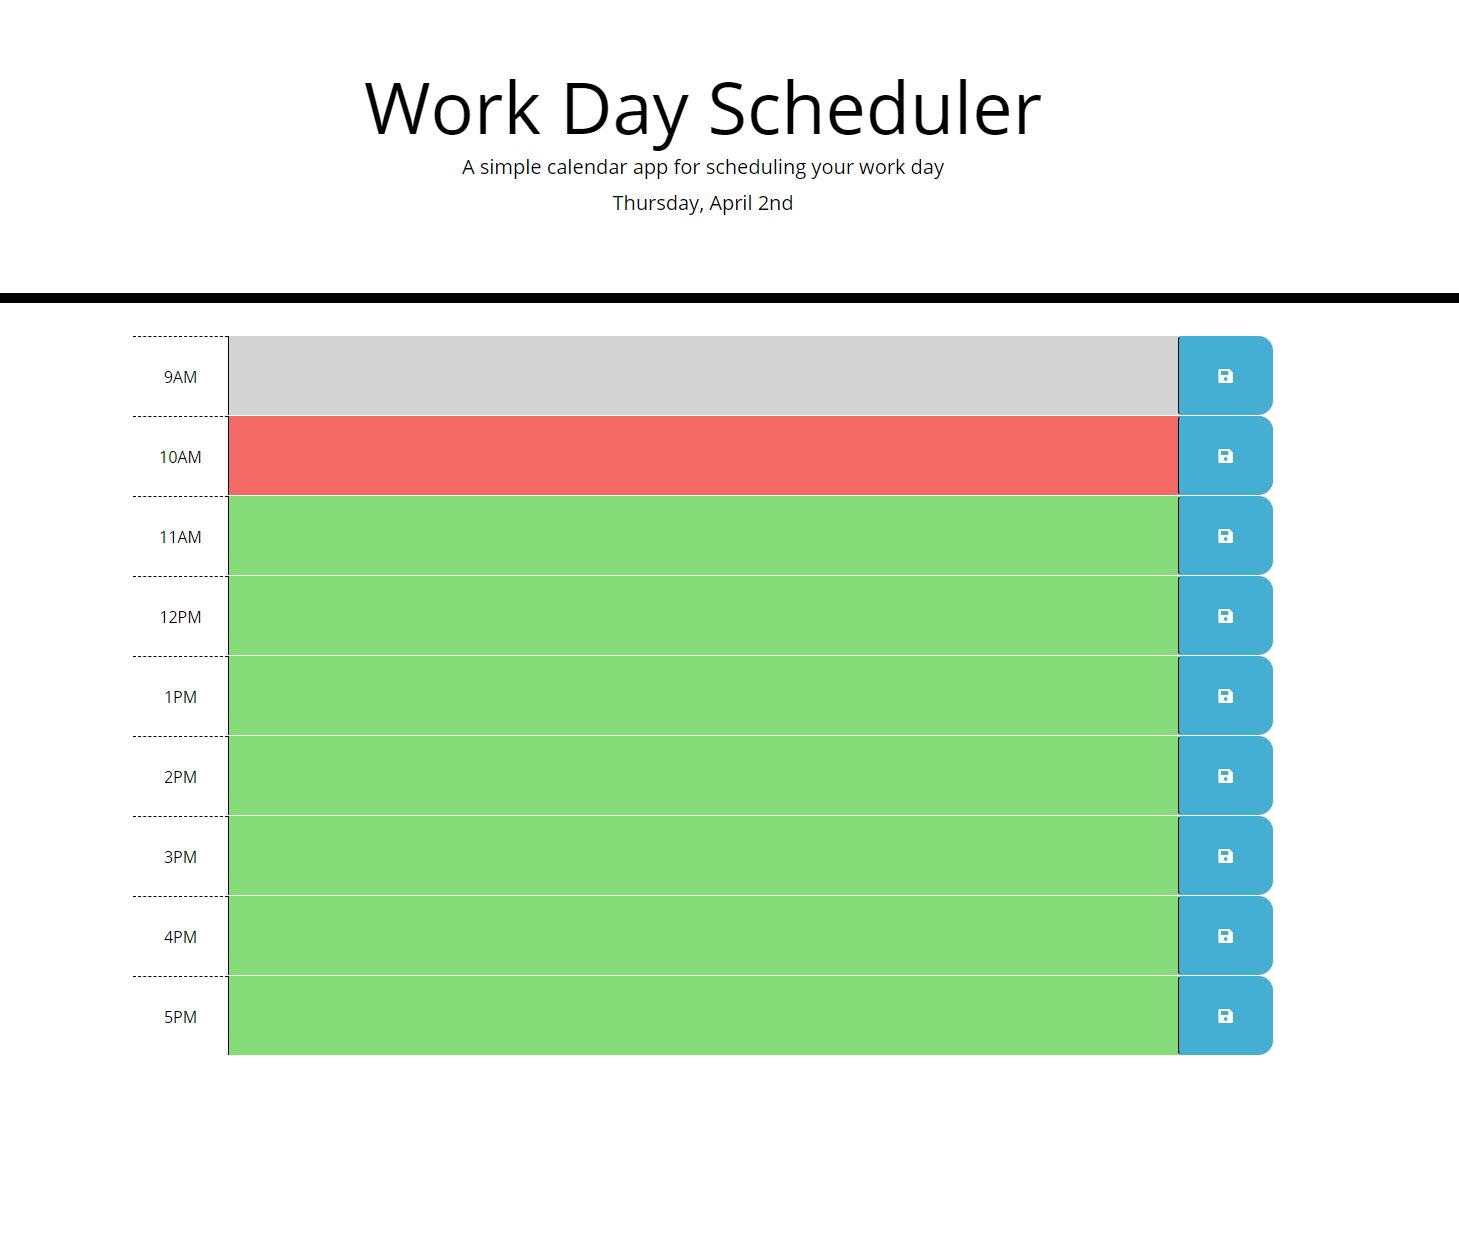 Work Day Scheduler
A simple calendar app for scheduling your work day
Thursday, April 2nd
9AM
10AM
11AM
12PM
1PM
2PM
3PM
4PM
5PM